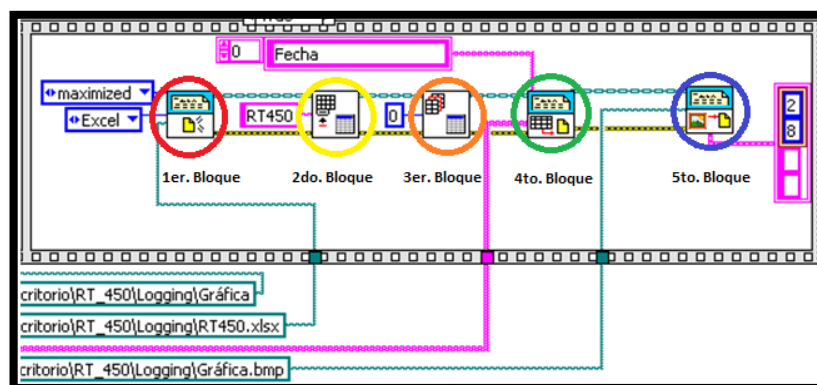 0
Fecha
maximized
Excel
RT450
0
2
8
1er. Bloque
2do. Bloque
3er. Bloque
4to. Bloque
5to. Bloque
critorio\RT_450\Logging\Gráfica
critorio\RT_450\Logging\RT450.xlsx
critorio\RT_450\Logging\Gráfica.bmp